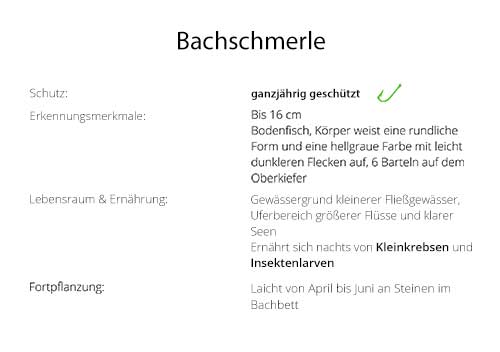 Bachschmerle
Schutz:
ganzjährig geschützt
Erkennungsmerkmale:
Bis 16 cm
Bodenfisch, Körper weist eine rundliche
Form und eine hellgraue Farbe mit leicht
dunkleren Flecken auf, 6 Barteln auf dem
Oberkiefer
Lebensraum & Ernährung:
Gewässergrund kleinerer Fließgewässer,
Uferbereich größerer Flüsse und klarer
Seen
Ernährt sich nachts von Kleinkrebsen und
Insektenlarven
Fortpflanzung:
Laicht von April bis Juni an Steinen im
Bachbett